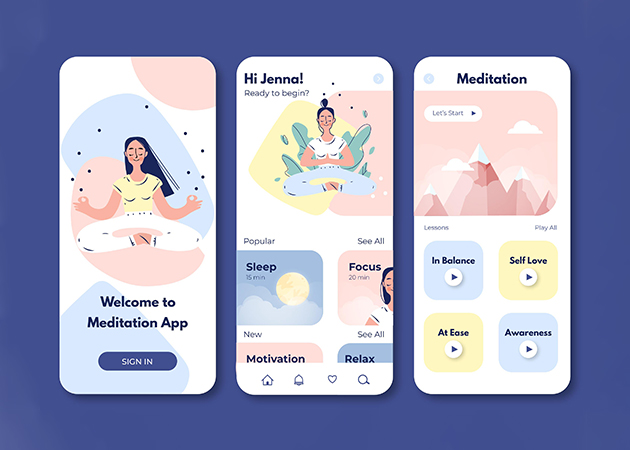 Welcome to
Meditation App
SIGN IN
Hi Jenna!
Ready to begin?
Popular
See All
Sleep
15 min
Focus
20 min
New
See All
Motivation
Relax
Meditation
Let's Start
Lessons
Play All
In Balance
Self Love
At Ease
Awareness